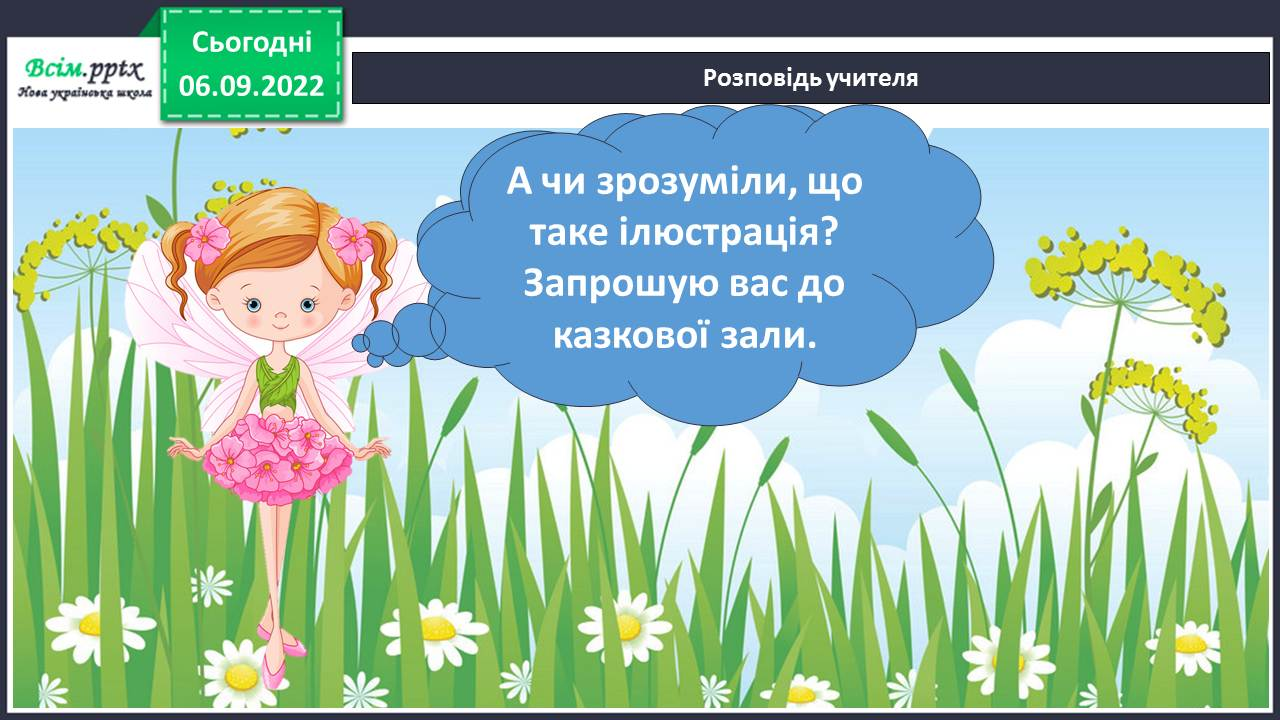 Всім.pptx
Нова українська школа
Сьогодні
06.09.2022
Розповідь учителя
А чи зрозуміли, що
таке ілюстрація?
Запрошую вас до
казкової зали.